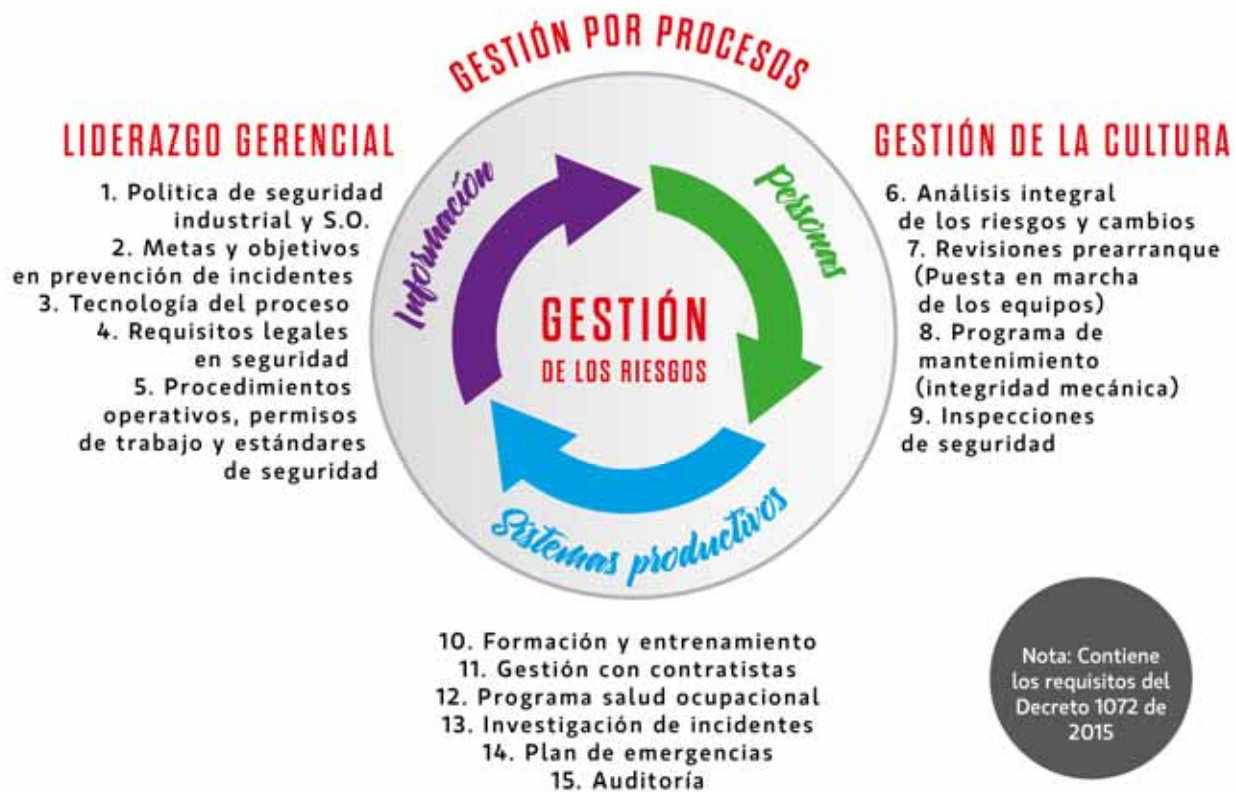 GESTIÓN POR PROCESOS
LIDERAZGO GERENCIAL
1. Politica de seguridad
industrial y S.O.
2. Metas y objetivos
en prevención de incidentes
3. Tecnología del proceso
4. Requisitos legales
en seguridad
5. Procedimientos
operativos, permisos
de trabajo y estándares
de seguridad
Información
Personas
Sistemas productivos
GESTIÓN
DE LOS RIESGOS
GESTIÓN DE LA CULTURA
6. Análisis integral
de los riesgos y cambios
7. Revisiones prearranque
(Puesta en marcha
de los equipos)
8. Programa de
mantenimiento
(integridad mecánica)
9. Inspecciones
de seguridad
10. Formación y entrenamiento
11. Gestión con contratistas
12. Programa salud ocupacional
13. Investigación de incidentes
14. Plan de emergencias
15. Auditoría
Nota: Contiene
los requisitos del
Decreto 1072 de
2015